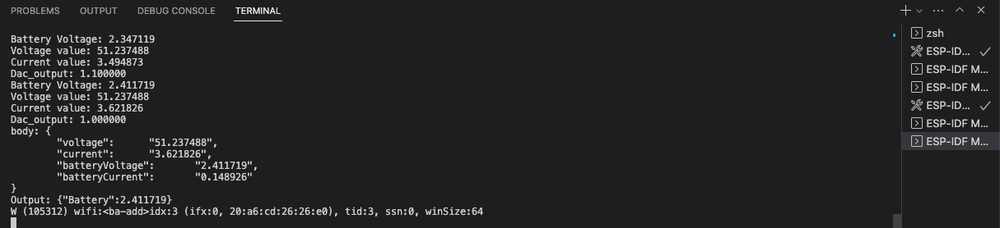 PROBLEMS OUTPUT DEBUG CONSOLE TERMINAL
Battery Voltage: 2.347119
Voltage value: 51.237488
Current value: 3.494873
Dac_output: 1.100000
Battery Voltage: 2.411719
Voltage value: 51.237488
Current value: 3.621826
Dac_output: 1.000000
body: {
"voltage": "51.237488",
"current": "3.621826",
"batteryVoltage": "2.411719",
"batteryCurrent": "0.148926"
}
Output: {"Battery":2.411719}
W (105312) wifi:<ba-add>idx:3 (ifx:0, 20:a6:cd:26:26:e0), tid:3, ssn:0, winSize:64
zsh
ESP-ID...
ESP-IDF M...
ESP-IDF M...
ESP-ID...
ESP-IDF M...
ESP-IDF M...